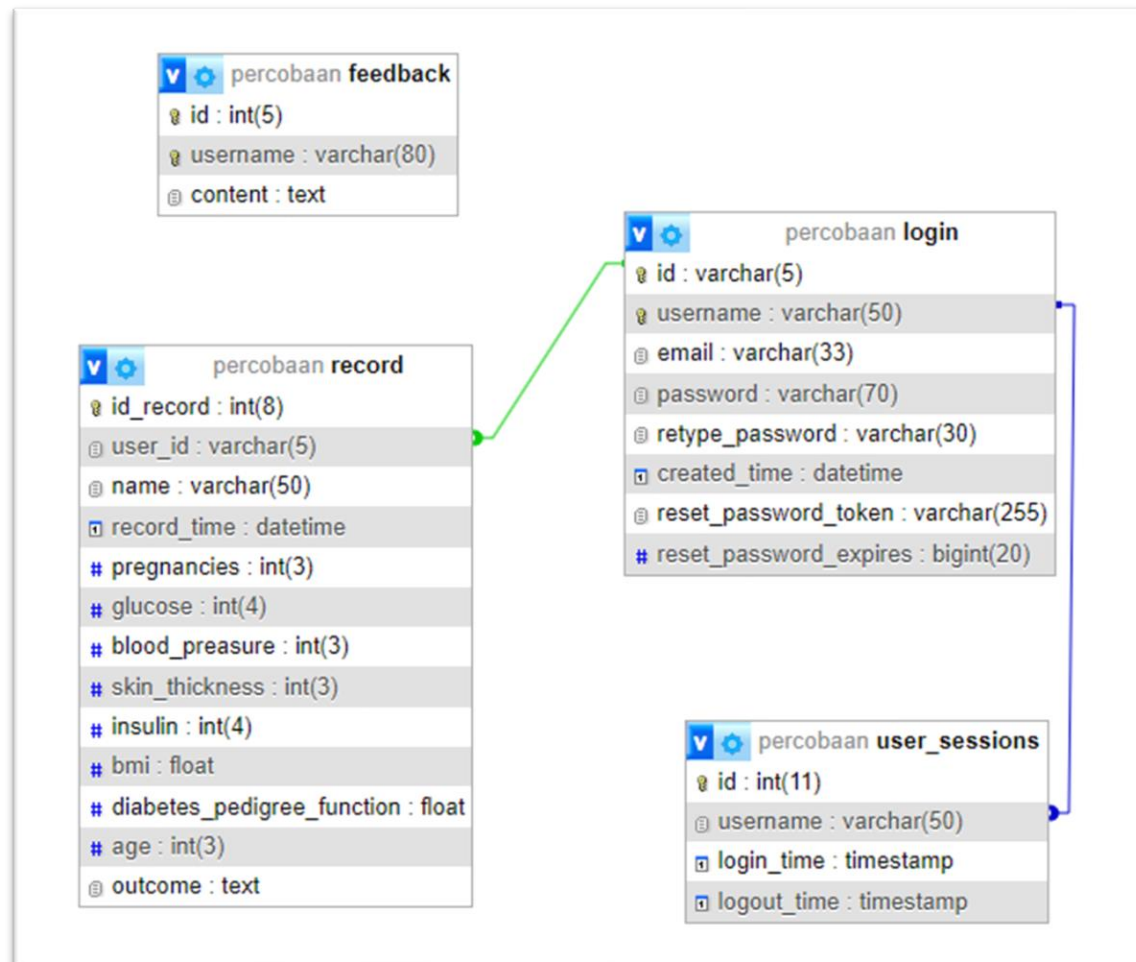 percobaan feedback
id : int(5)
username : varchar(80)
content : text
percobaan login
id : varchar(5)
username : varchar(50)
email : varchar(33)
password : varchar(70)
retype_password : varchar(30)
created_time : datetime
reset_password_token : varchar(255)
# reset_password_expires : bigint(20)
percobaan record
id_record : int(8)
user_id : varchar(5)
name : varchar(50)
record_time : datetime
# pregnancies : int(3)
# glucose : int(4)
# blood_preasure : int(3)
# skin_thickness : int(3)
# insulin : int(4)
# bmi : float
# diabetes_pedigree_function : float
# age : int(3)
outcome : text
percobaan user_sessions
id : int(11)
username : varchar(50)
login_time : timestamp
logout_time : timestamp